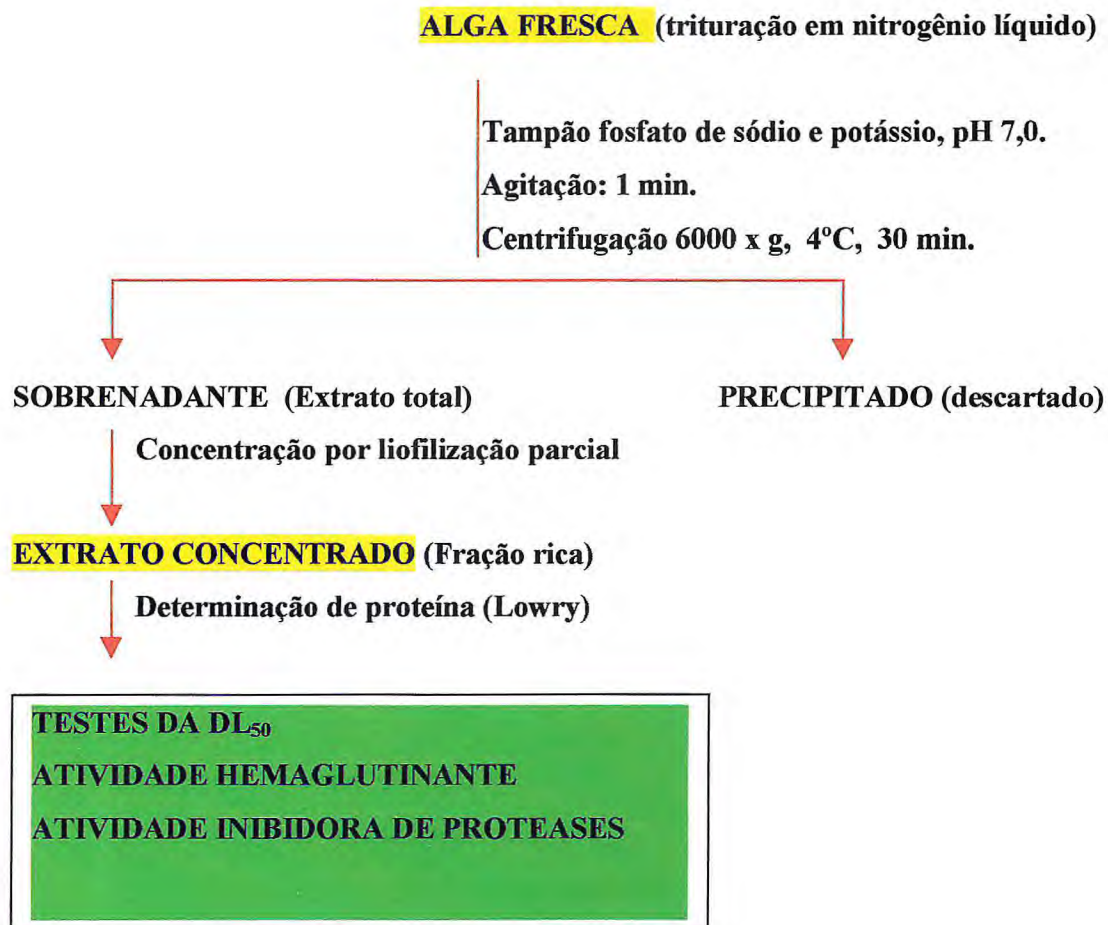 ALGA FRESCA (trituração em nitrogênio líquido)
Tampão fosfato de sódio e potássio, pH 7,0.
Agitação: 1 min.
Centrifugação 6000 x g, 4ºC, 30 min.
SOBRENADANTE (Extrato total)
PRECIPITADO (descartado)
Concentração por liofilização parcial
EXTRATO CONCENTRADO (Fração rica)
Determinação de proteína (Lowry)
TESTES DA DL₅₀
ATIVIDADE HEMAGLUTINANTE
ATIVIDADE INIBIDORA DE PROTEASES